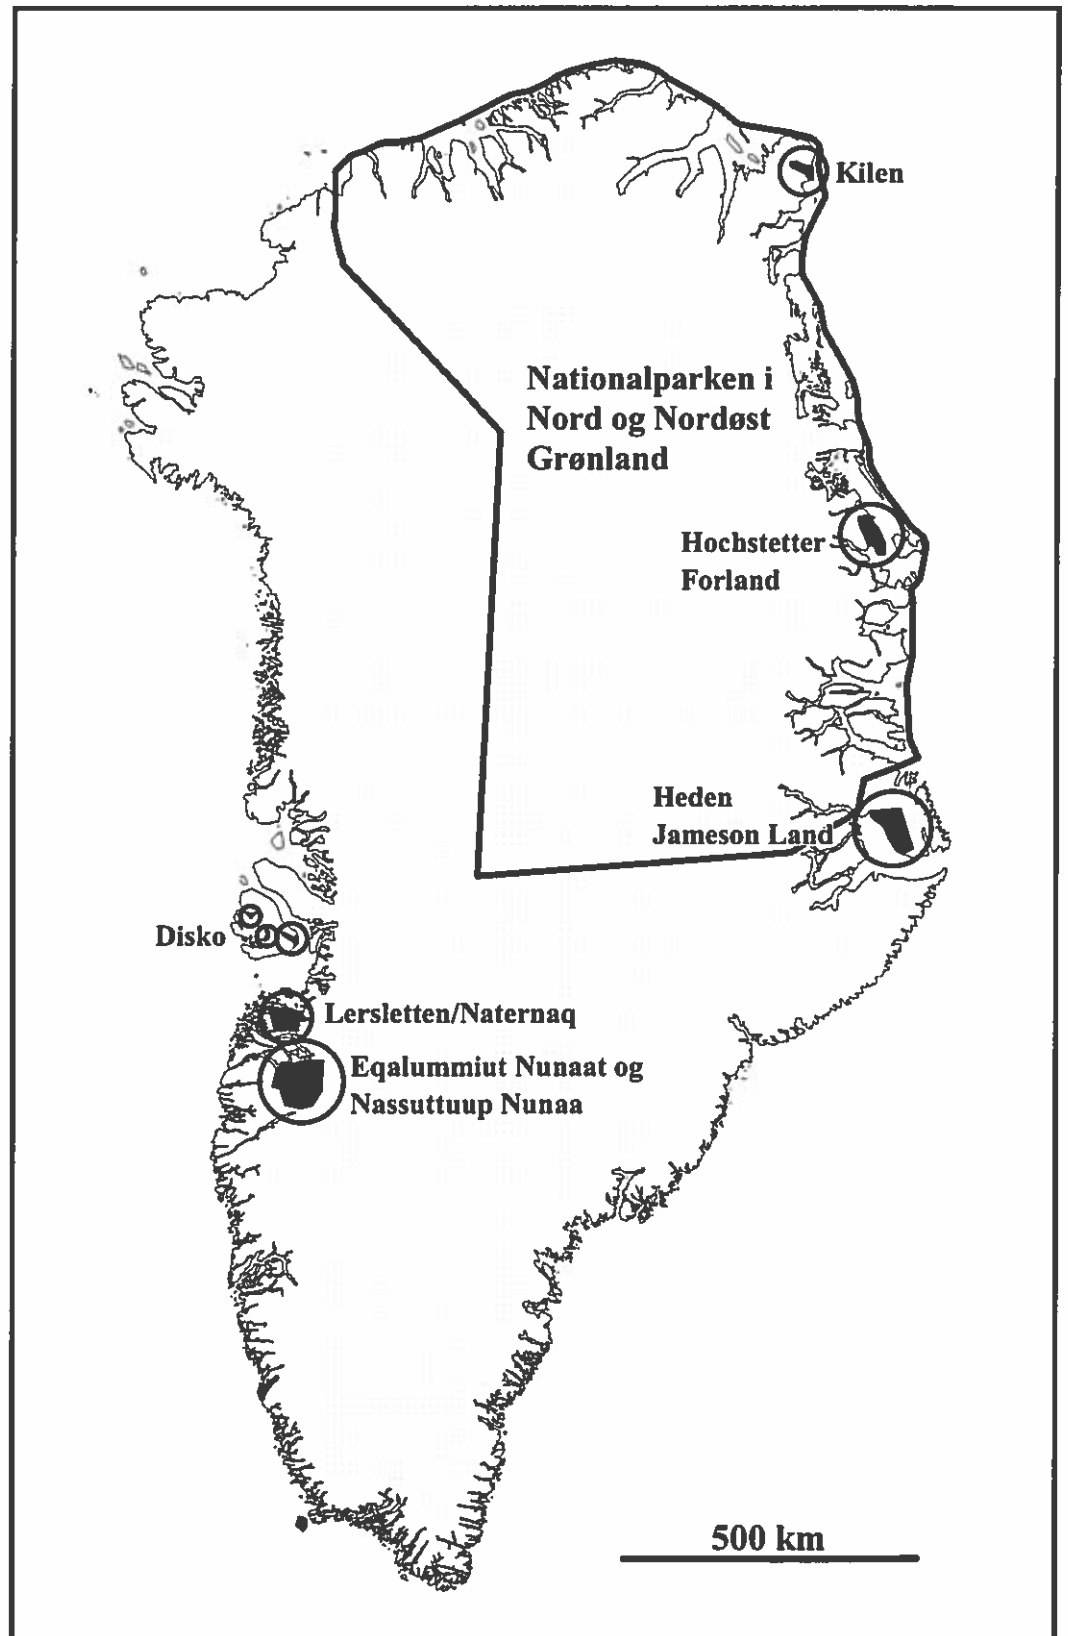 Kilen
Nationalparken i
Nord og Nordøst
Grønland
Hochstetter
Forland
Heden
Jameson Land
Disko
Lersletten/Naternaq
Eqalummiut Nunaat og
Nassuttuup Nunaa
500 km